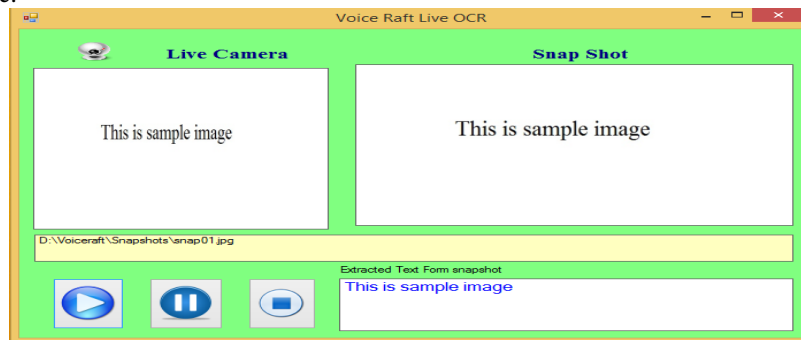 e.
Voice Raft Live OCR
Live Camera
Snap Shot
This is sample image
This is sample image
D:\Voiceraft\Snapshots\snap01.jpg
Extracted Text Form snapshot
This is sample image